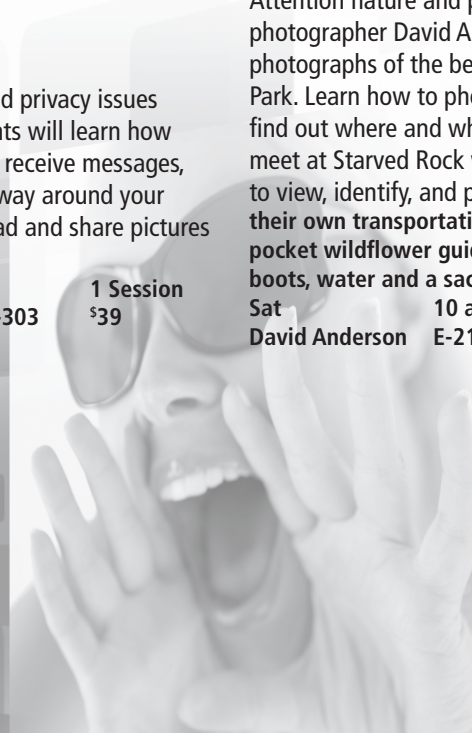 d privacy issues
ts will learn how
receive messages,
way around your
ad and share pictures
1 Session
-303 $39
Attention nature and p
photographer David A
photographs of the be
Park. Learn how to pho
find out where and wh
meet at Starved Rock
to view, identify, and p
their own transportati
pocket wildflower guid
boots, water and a sac
Sat 10 a
David Anderson E-21